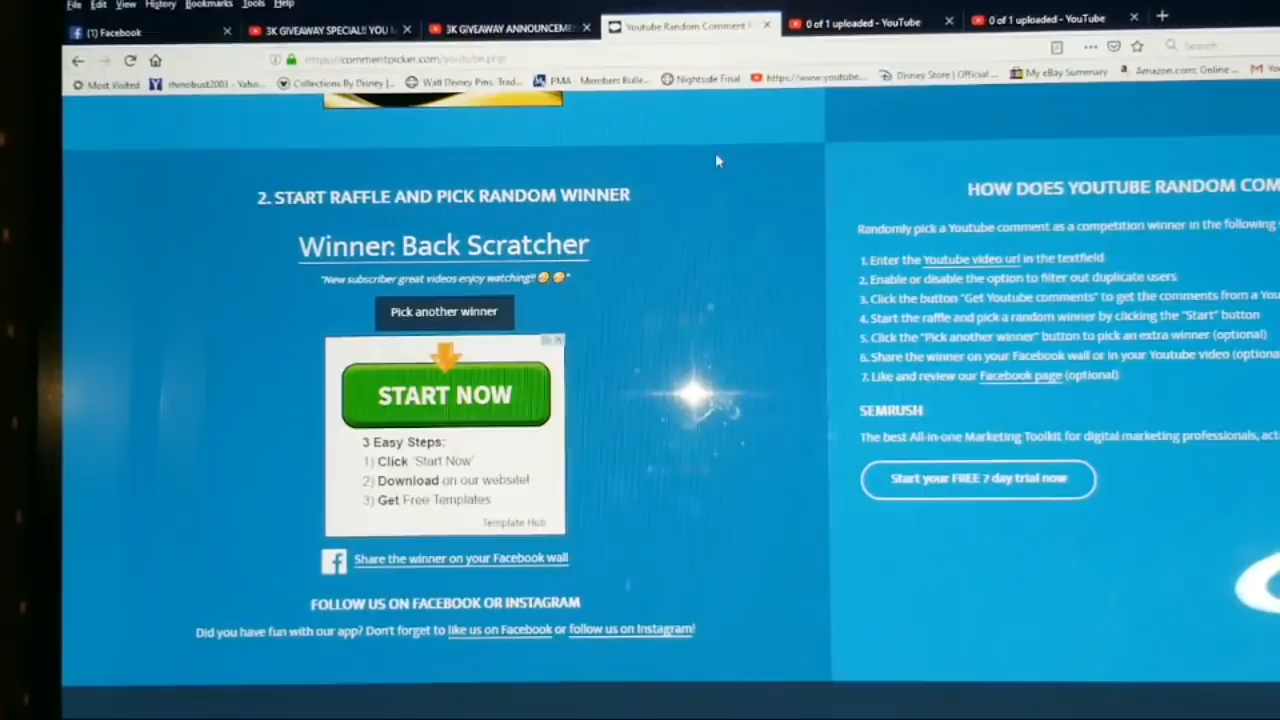 File Edit View History Bookmarks Tools Help
(1) Facebook
3K GIVEAWAY SPECIAL!! YOU
3K GIVEAWAY ANNOUNCEME
Youtube Random Comment
0 of 1 uploaded - YouTube
0 of 1 uploaded - YouTube
https://commentpicker.com/youtube.php
Search
Most Visited
Collections By Disney |...
Walt Disney Pins, Trad...
PMA - Members Bulle...
Nightside Final
https://www.youtube...
Disney Store | Official...
My eBay Summary
Amazon.com: Online...
2. START RAFFLE AND PICK RANDOM WINNER
Winner: Back Scratcher
"New subscriber great videos enjoy watching!! 🤣 🤣"
Pick another winner
START NOW
3 Easy Steps:
1) Click 'Start Now'
2) Download on our website!
3) Get Free Templates
Template Hub
Share the winner on your Facebook wall
FOLLOW US ON FACEBOOK OR INSTAGRAM
Did you have fun with our app? Don't forget to like us on Facebook or follow us on Instagram!
HOW DOES YOUTUBE RANDOM COM
Randomly pick a Youtube comment as a competition winner in the following
1. Enter the Youtube video url in the textfield
2. Enable or disable the option to filter out duplicate users
3. Click the button "Get Youtube comments" to get the comments from a You
4. Start the raffle and pick a random winner by clicking the "Start" button
5. Click the "Pick another winner" button to pick an extra winner (optional)
6. Share the winner on your Facebook wall or in your Youtube video (optiona
7. Like and review our Facebook page (optional)
SEMRUSH
The best All-in-one Marketing Toolkit for digital marketing professionals, act
Start your FREE 7 day trial now